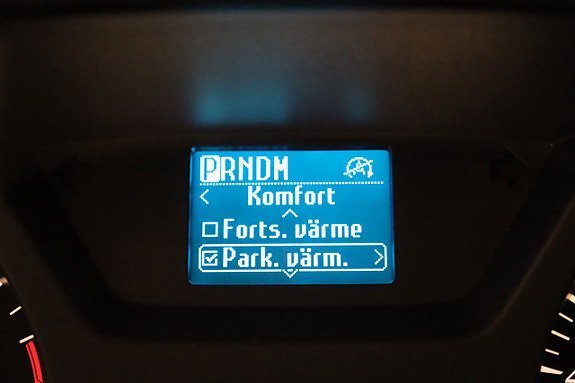 PRNDM
Komfort
Forts. värme
Park. värm.